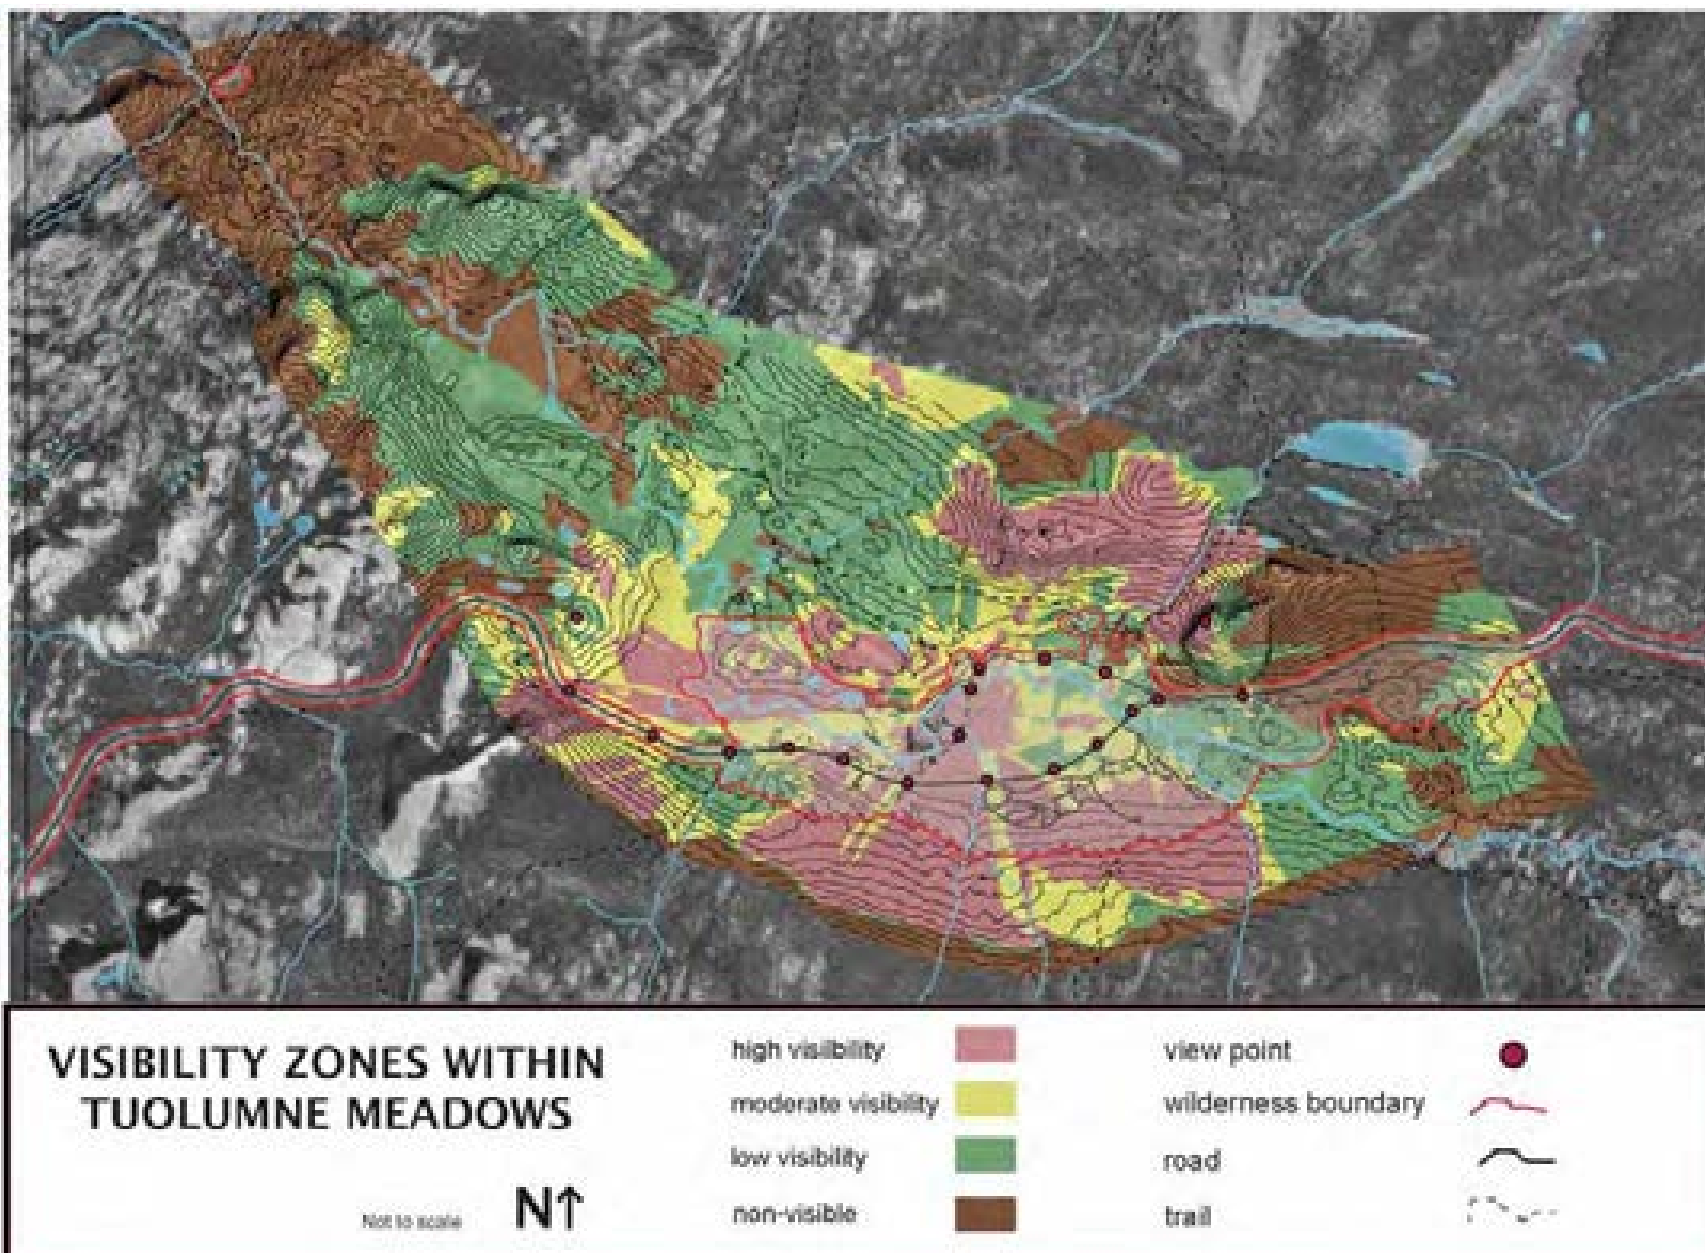 VISIBILITY ZONES WITHIN
TUOLUMNE MEADOWS
Not to scale
N↑
high visilbility
moderate visibility
low visibility
non-visible
view point
wilderness boundary
road
trail